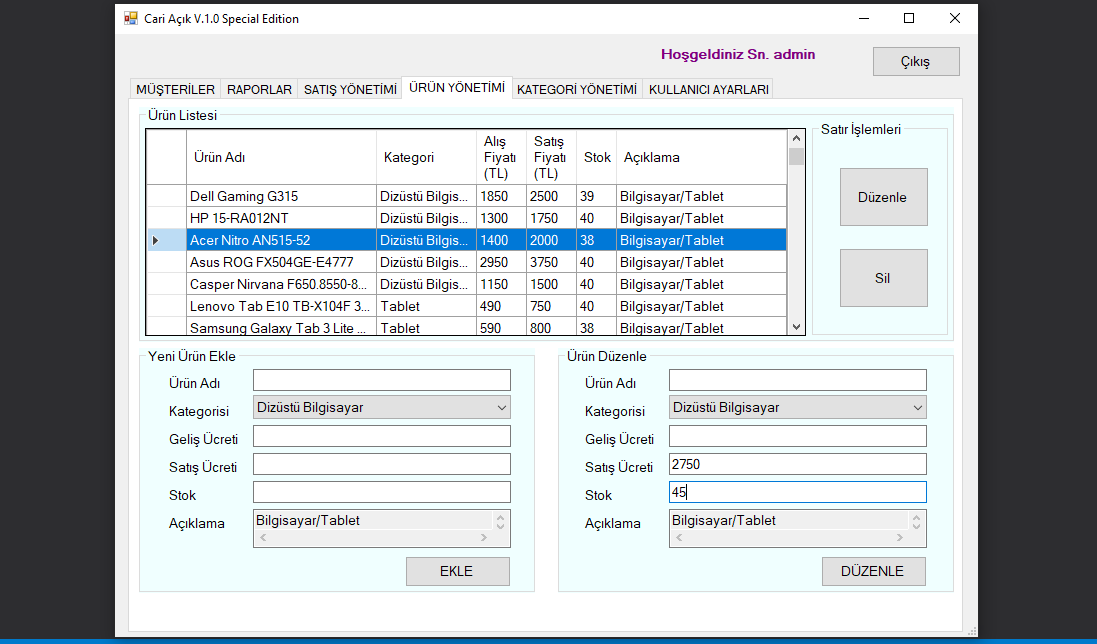 Cari Açık V.1.0 Special Edition
Hoşgeldiniz Sn. admin
Çıkış
MÜŞTERİLER RAPORLAR SATIŞ YÖNETİMİ ÜRÜN YÖNETİMİ KATEGORİ YÖNETİMİ KULLANICI AYARLARI
Ürün Listesi
Ürün Adı Kategori Alış Fiyatı (TL) Satış Fiyatı (TL) Stok Açıklama
Dell Gaming G315 Dizüstü Bilgis... 1850 2500 39 Bilgisayar/Tablet
HP 15-RA012NT Dizüstü Bilgis... 1300 1750 40 Bilgisayar/Tablet
Acer Nitro AN515-52 Dizüstü Bilgis... 1400 2000 38 Bilgisayar/Tablet
Asus ROG FX504GE-E4777 Dizüstü Bilgis... 2950 3750 40 Bilgisayar/Tablet
Casper Nirvana F650.8550-8... Dizüstü Bilgis... 1150 1500 40 Bilgisayar/Tablet
Lenovo Tab E10 TB-X104F 3... Tablet 490 750 40 Bilgisayar/Tablet
Samsung Galaxy Tab 3 Lite ... Tablet 590 800 38 Bilgisayar/Tablet
Satır İşlemleri
Düzenle
Sil
Yeni Ürün Ekle
Ürün Adı
Kategorisi Dizüstü Bilgisayar
Geliş Ücreti
Satış Ücreti
Stok
Açıklama Bilgisayar/Tablet
EKLE
Ürün Düzenle
Ürün Adı
Kategorisi Dizüstü Bilgisayar
Geliş Ücreti
Satış Ücreti 2750
Stok 45
Açıklama Bilgisayar/Tablet
DÜZENLE